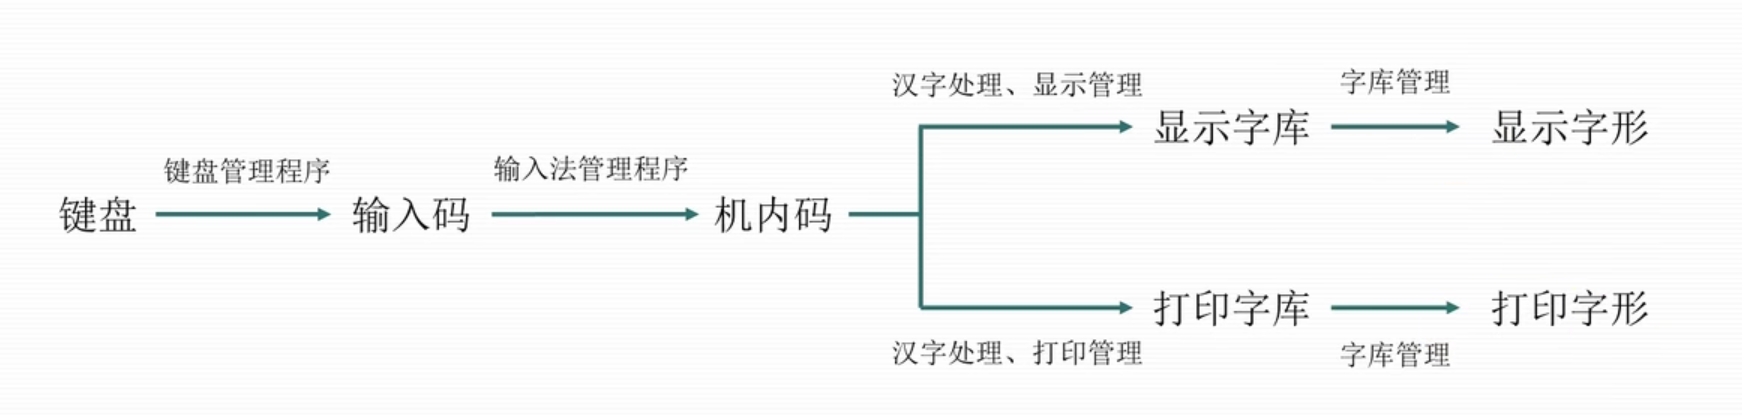 键盘
键盘管理程序
输入码
输入法管理程序
机内码
汉字处理、显示管理
显示字库
字库管理
显示字形
汉字处理、打印管理
打印字库
字库管理
打印字形